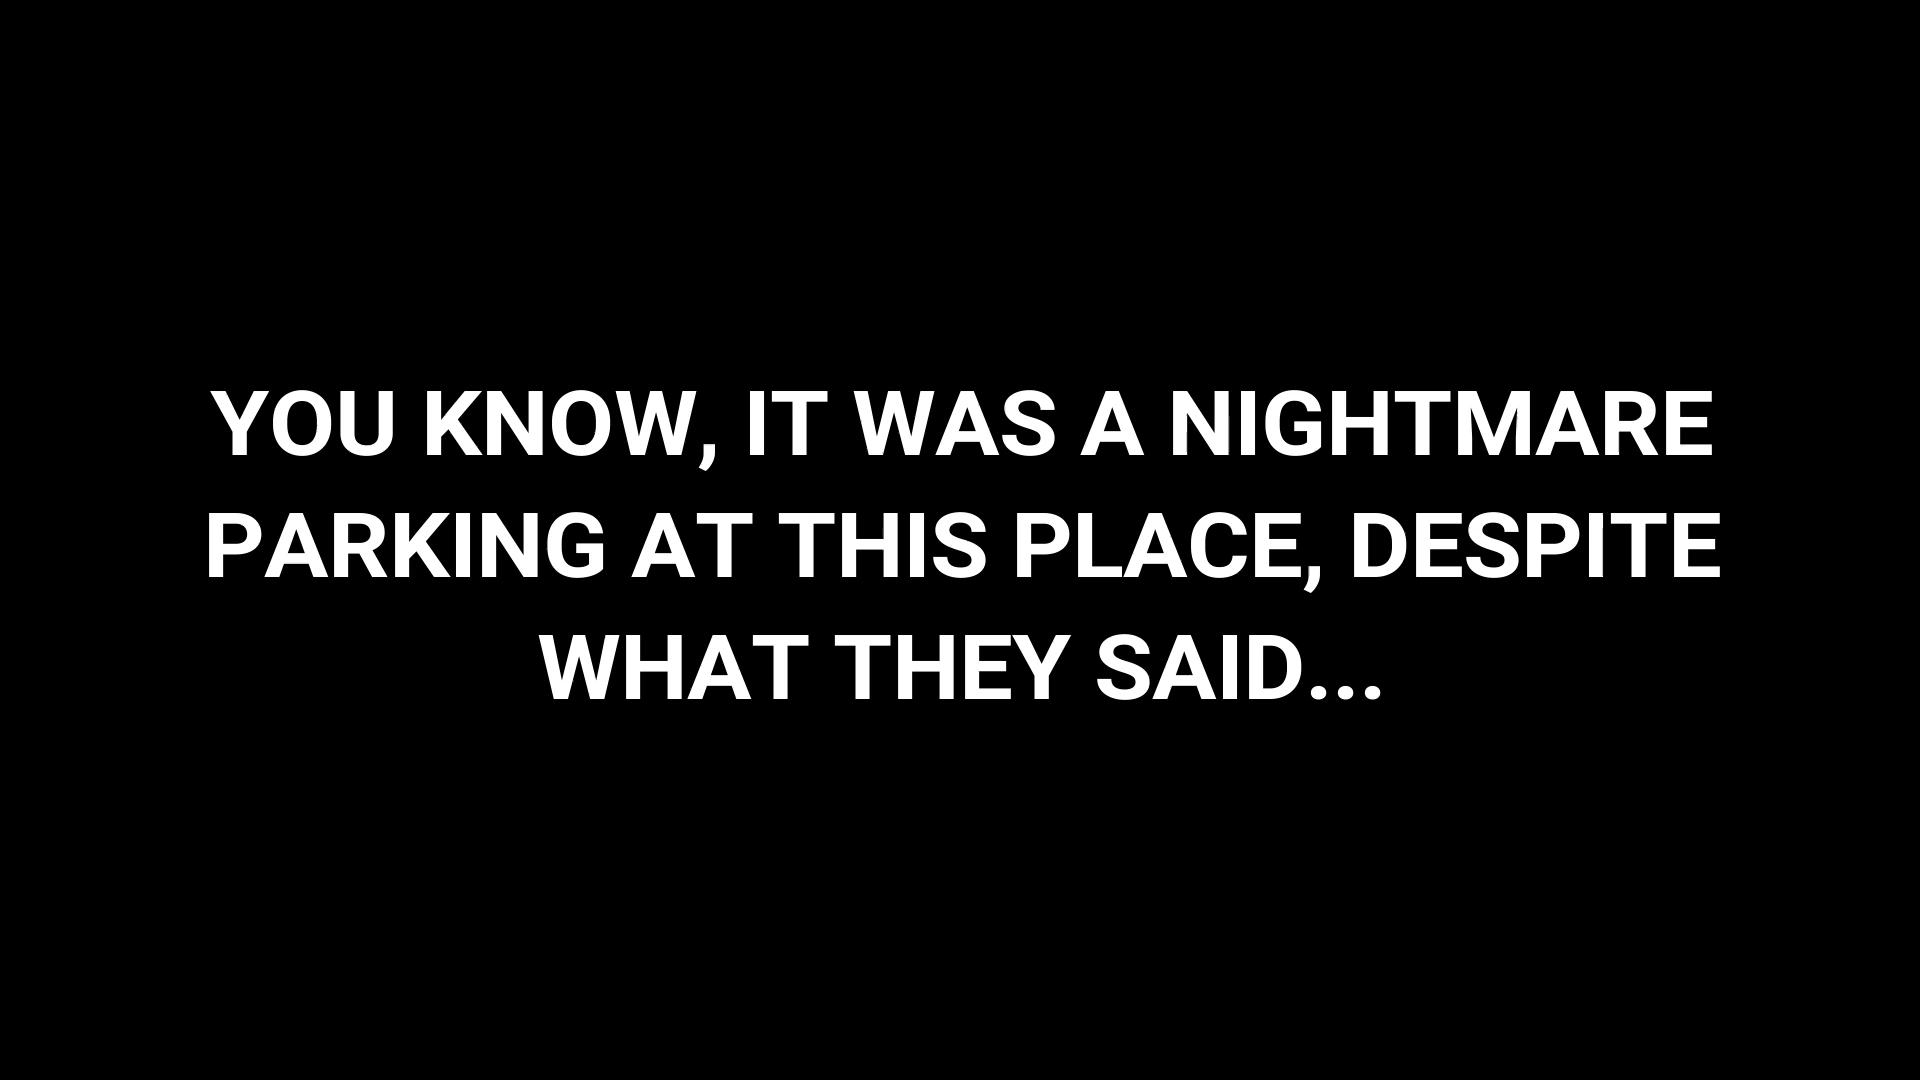 YOU KNOW, IT WAS A NIGHTMARE
PARKING AT THIS PLACE, DESPITE
WHAT THEY SAID...